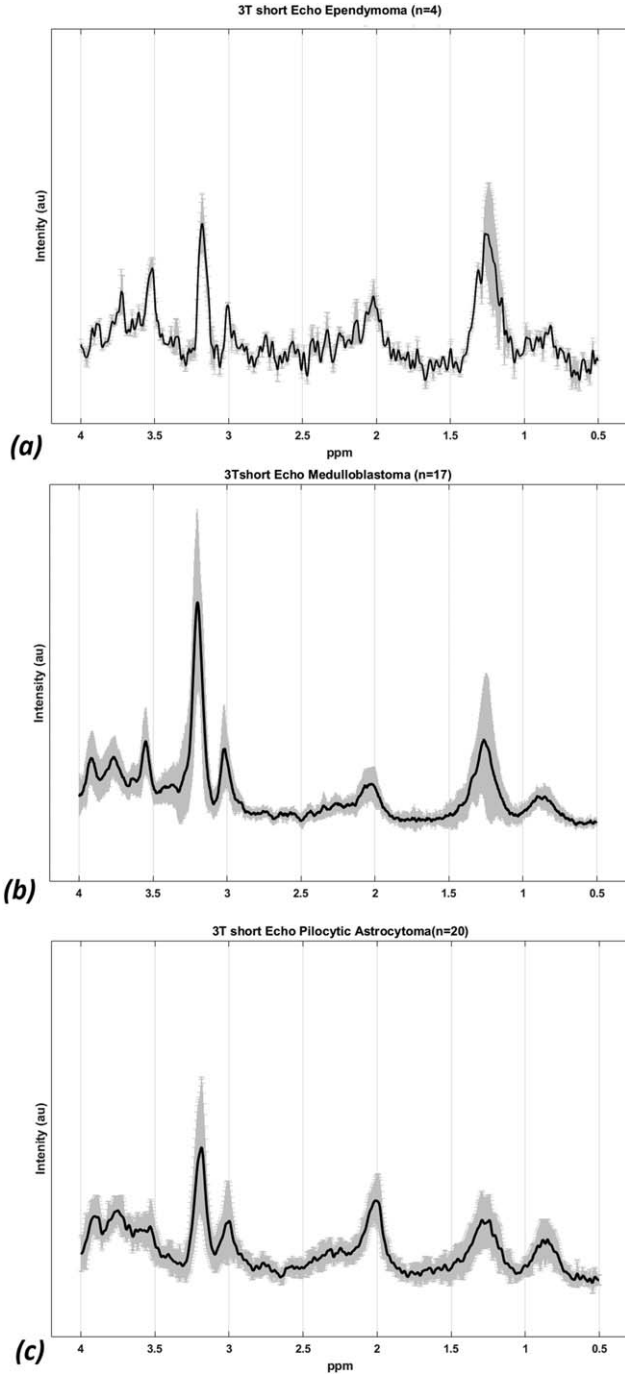 3T short Echo Ependymoma (n=4)
Intenity (au)
4 3.5 3 2.5 2 1.5 1 0.5
ppm
(a)
3Tshort Echo Medulloblastoma (n=17)
Intensity (au)
4 3.5 3 2.5 2 1.5 1 0.5
(b)
3T short Echo Pilocytic Astrocytoma(n=20)
Intenity (au)
4 3.5 3 2.5 2 1.5 1 0.5
ppm
(c)